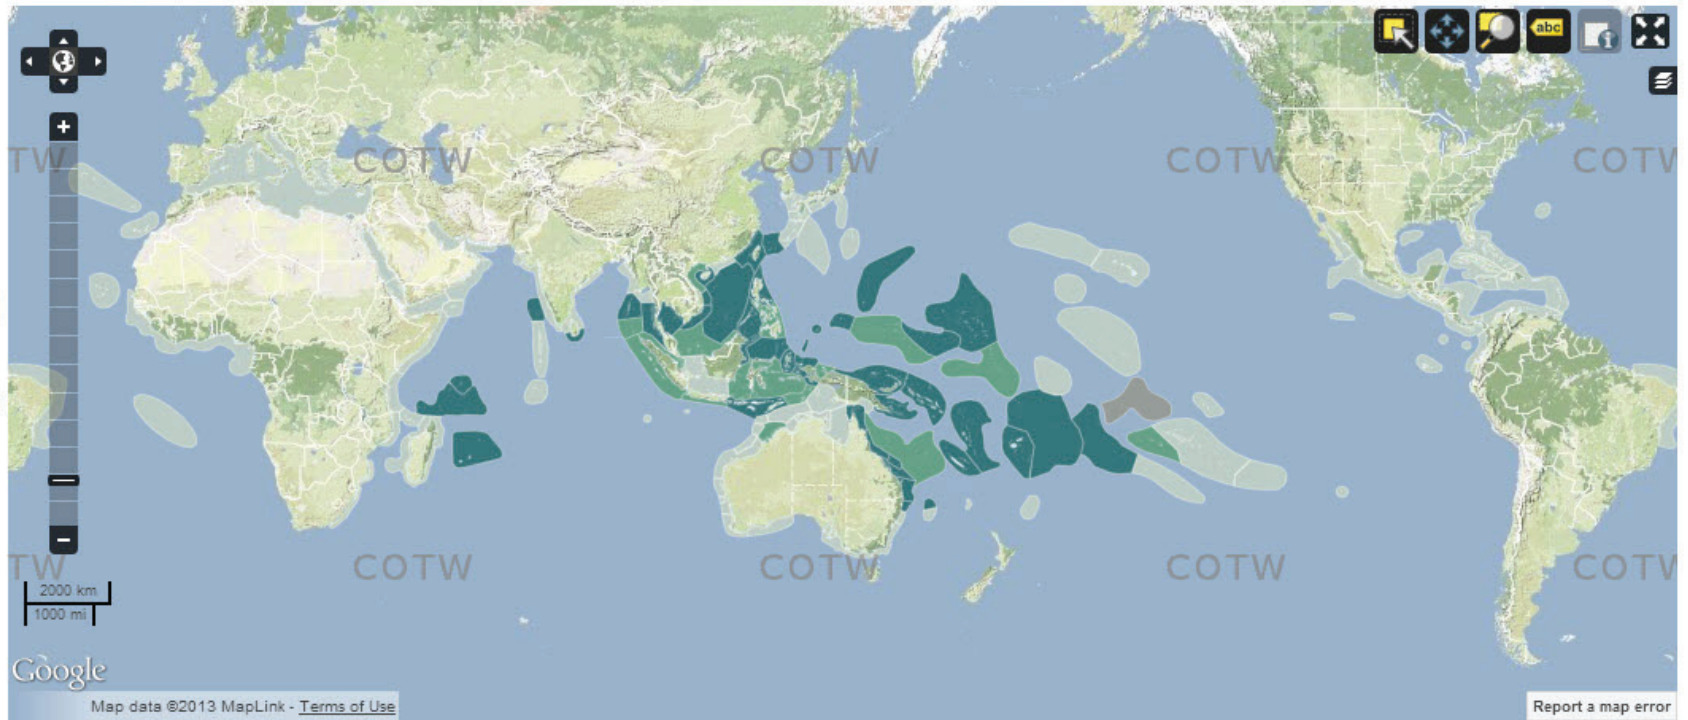 abc
TW COTW COTW COTW COTW
TW COTW COTW COTW COTW
2000 km
1000 mi
Google
Map data ©2013 MapLink - Terms of Use
Report a map error